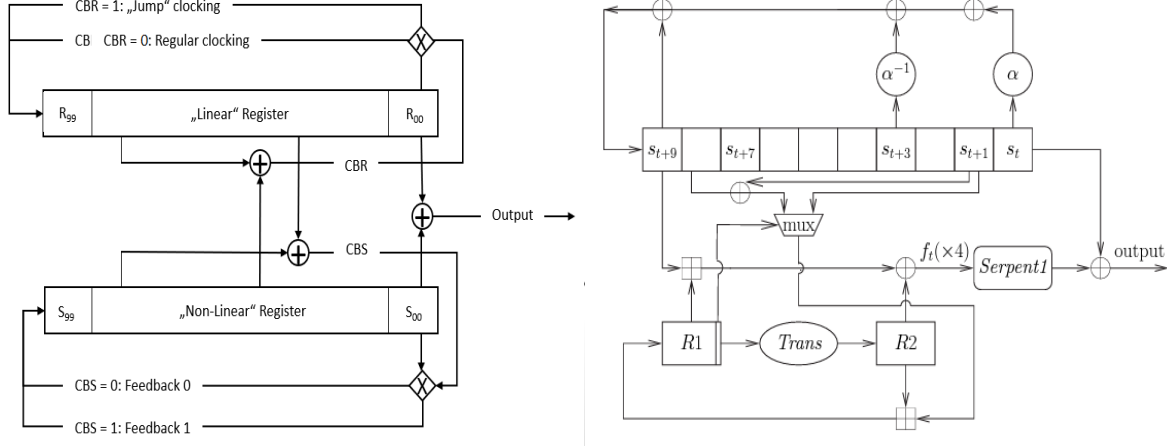 CBR = 1: „Jump“ clocking
CB CBR = 0: Regular clocking
R99 „Linear“ Register R00
CBR
Output
CBS
S99 „Non-Linear“ Register S00
CBS = 0: Feedback 0
CBS = 1: Feedback 1
α⁻¹ α
sₜ₊₉ sₜ₊₇ sₜ₊₃ sₜ₊₁ sₜ
mux
fₜ(×4) output
Serpent1
R1 Trans R2